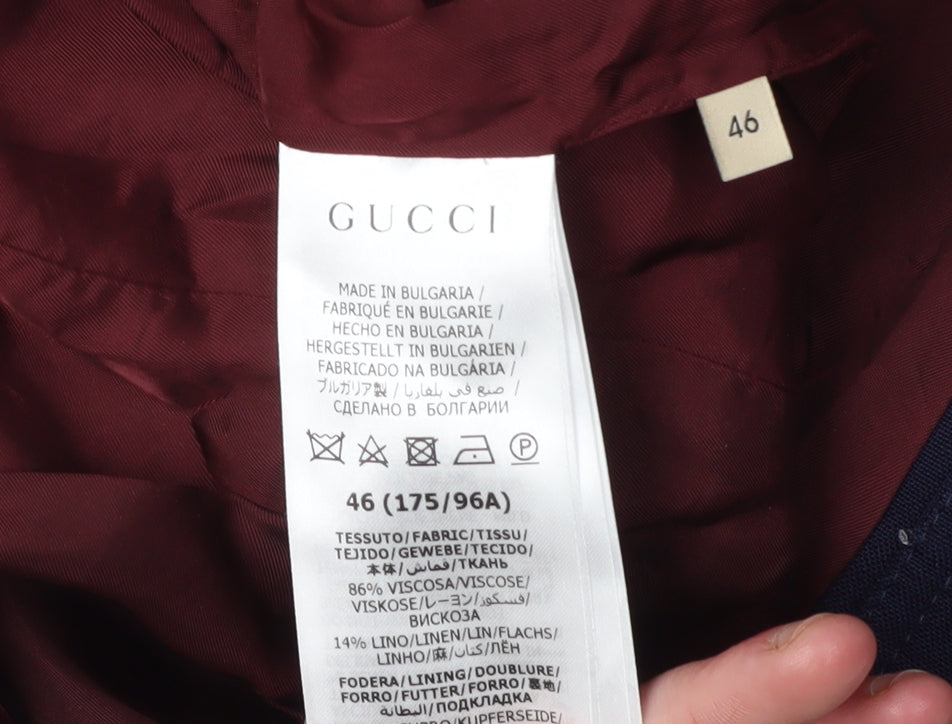 46
GUCCI
MADE IN BULGARIA /
FABRIQUÉ EN BULGARIE /
HECHO EN BULGARIA /
HERGESTELLT IN BULGARIEN /
FABRICADO NA BULGÁRIA /
ブルガリア製 / صنع في بلغاريا /
СДЕЛАНО В БОЛГАРИИ
P
46 (175/96A)
TESSUTO/FABRIC/TISSU/
TEJIDO/GEWEBE/TECIDO/
本体/قماش/ТКАНЬ
86% VISCOSA/VISCOSE/
VISKOSE/レーヨン/فسكوز/
ВИСКОЗА
14% LINO/LINEN/LIN/FLACHS/
LINHO/麻/كتان/ЛЁН
FODERA/LINING/DOUBLURE/
FORRO/FUTTER/FORRO/裏地/
البطانة/ПОДКЛАДКА
CUPRO/KUPFERSEIDE/